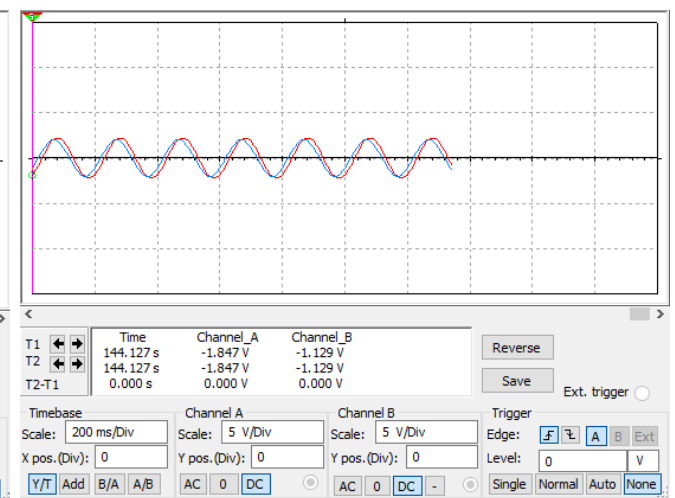 Time Channel_A Channel_B
T1 144.127 s -1.847 V -1.129 V
T2 144.127 s -1.847 V -1.129 V
T2-T1 0.000 s 0.000 V 0.000 V
Reverse
Save
Ext. trigger
Timebase
Scale: 200 ms/Div
X pos.(Div): 0
Y/T Add B/A A/B
Channel A
Scale: 5 V/Div
Y pos.(Div): 0
AC 0 DC
Channel B
Scale: 5 V/Div
Y pos.(Div): 0
AC 0 DC -
Trigger
Edge: A B Ext
Level: 0 V
Single Normal Auto None